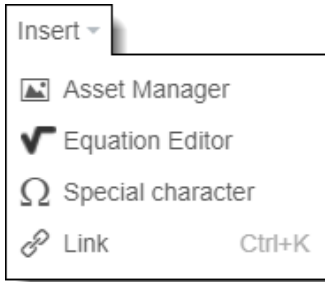 Insert
Asset Manager
Equation Editor
Ω Special character
Link Ctrl+K